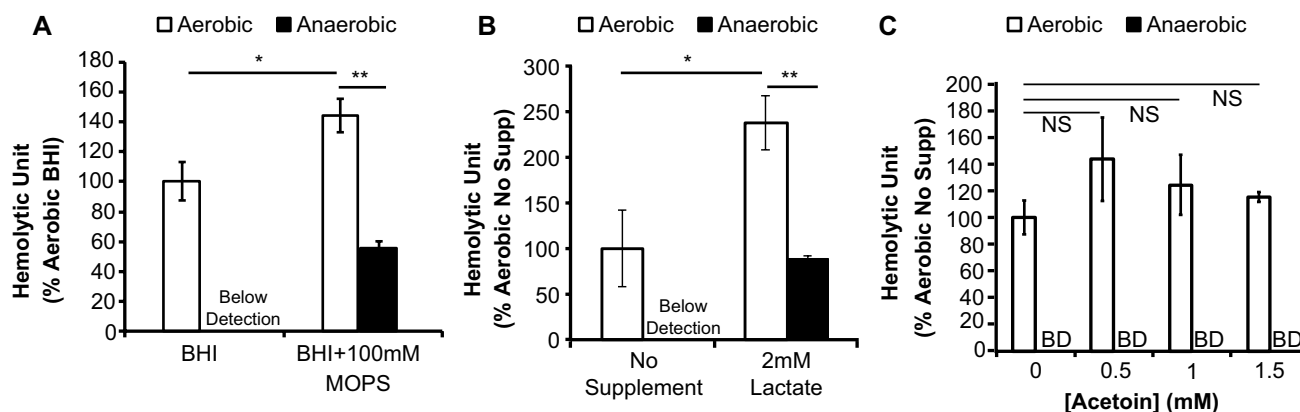 A
Aerobic Anaerobic
Hemolytic Unit
(% Aerobic BHI)
180
160
140
120
100
80
60
40
20
0
*
**
Below
Detection
BHI
BHI+100mM
MOPS
B
Aerobic Anaerobic
Hemolytic Unit
(% Aerobic No Supp)
300
250
200
150
100
50
0
*
**
Below
Detection
No
Supplement
2mM
Lactate
C
Aerobic Anaerobic
Hemolytic Unit
(% Aerobic No Supp)
200
180
160
140
120
100
80
60
40
20
0
NS
NS
NS
BD BD BD BD
0 0.5 1 1.5
[Acetoin] (mM)